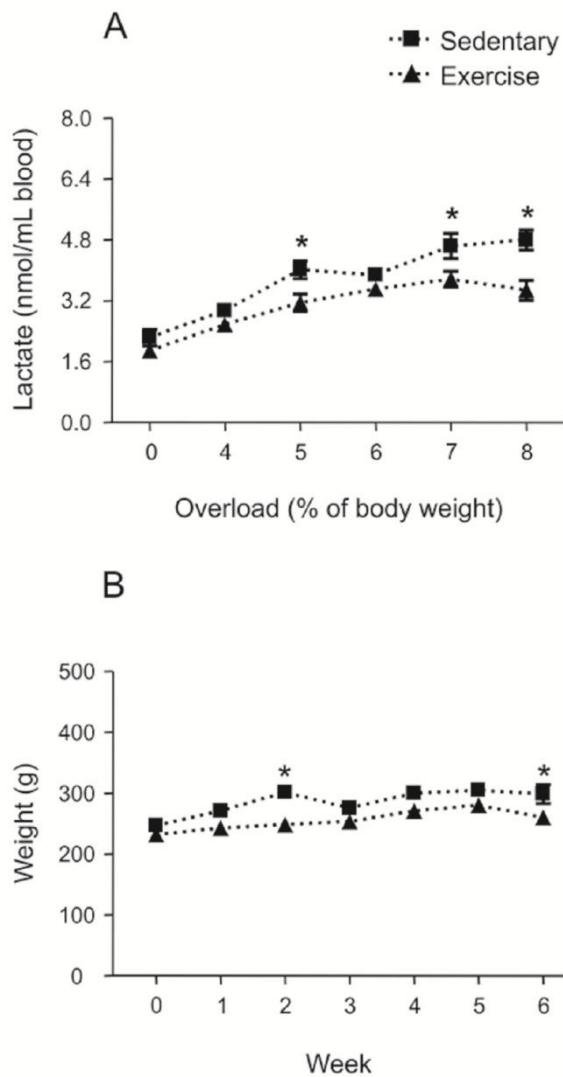 A
Sedentary
Exercise
Lactate (nmol/mL blood)
8.0
6.4
4.8
3.2
1.6
0.0
* * *
0 4 5 6 7 8
Overload (% of body weight)
B
Weight (g)
500
400
300
200
100
0
* *
0 1 2 3 4 5 6
Week